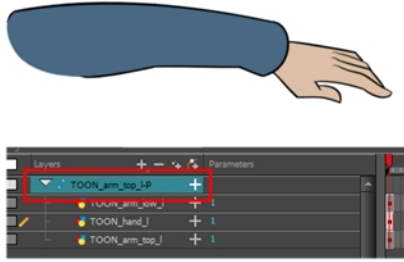 Layers Parameters
TOON_arm_top_l-P
TOON_arm_low_l 1
TOON_hand_l 1
TOON_arm_top_l 1